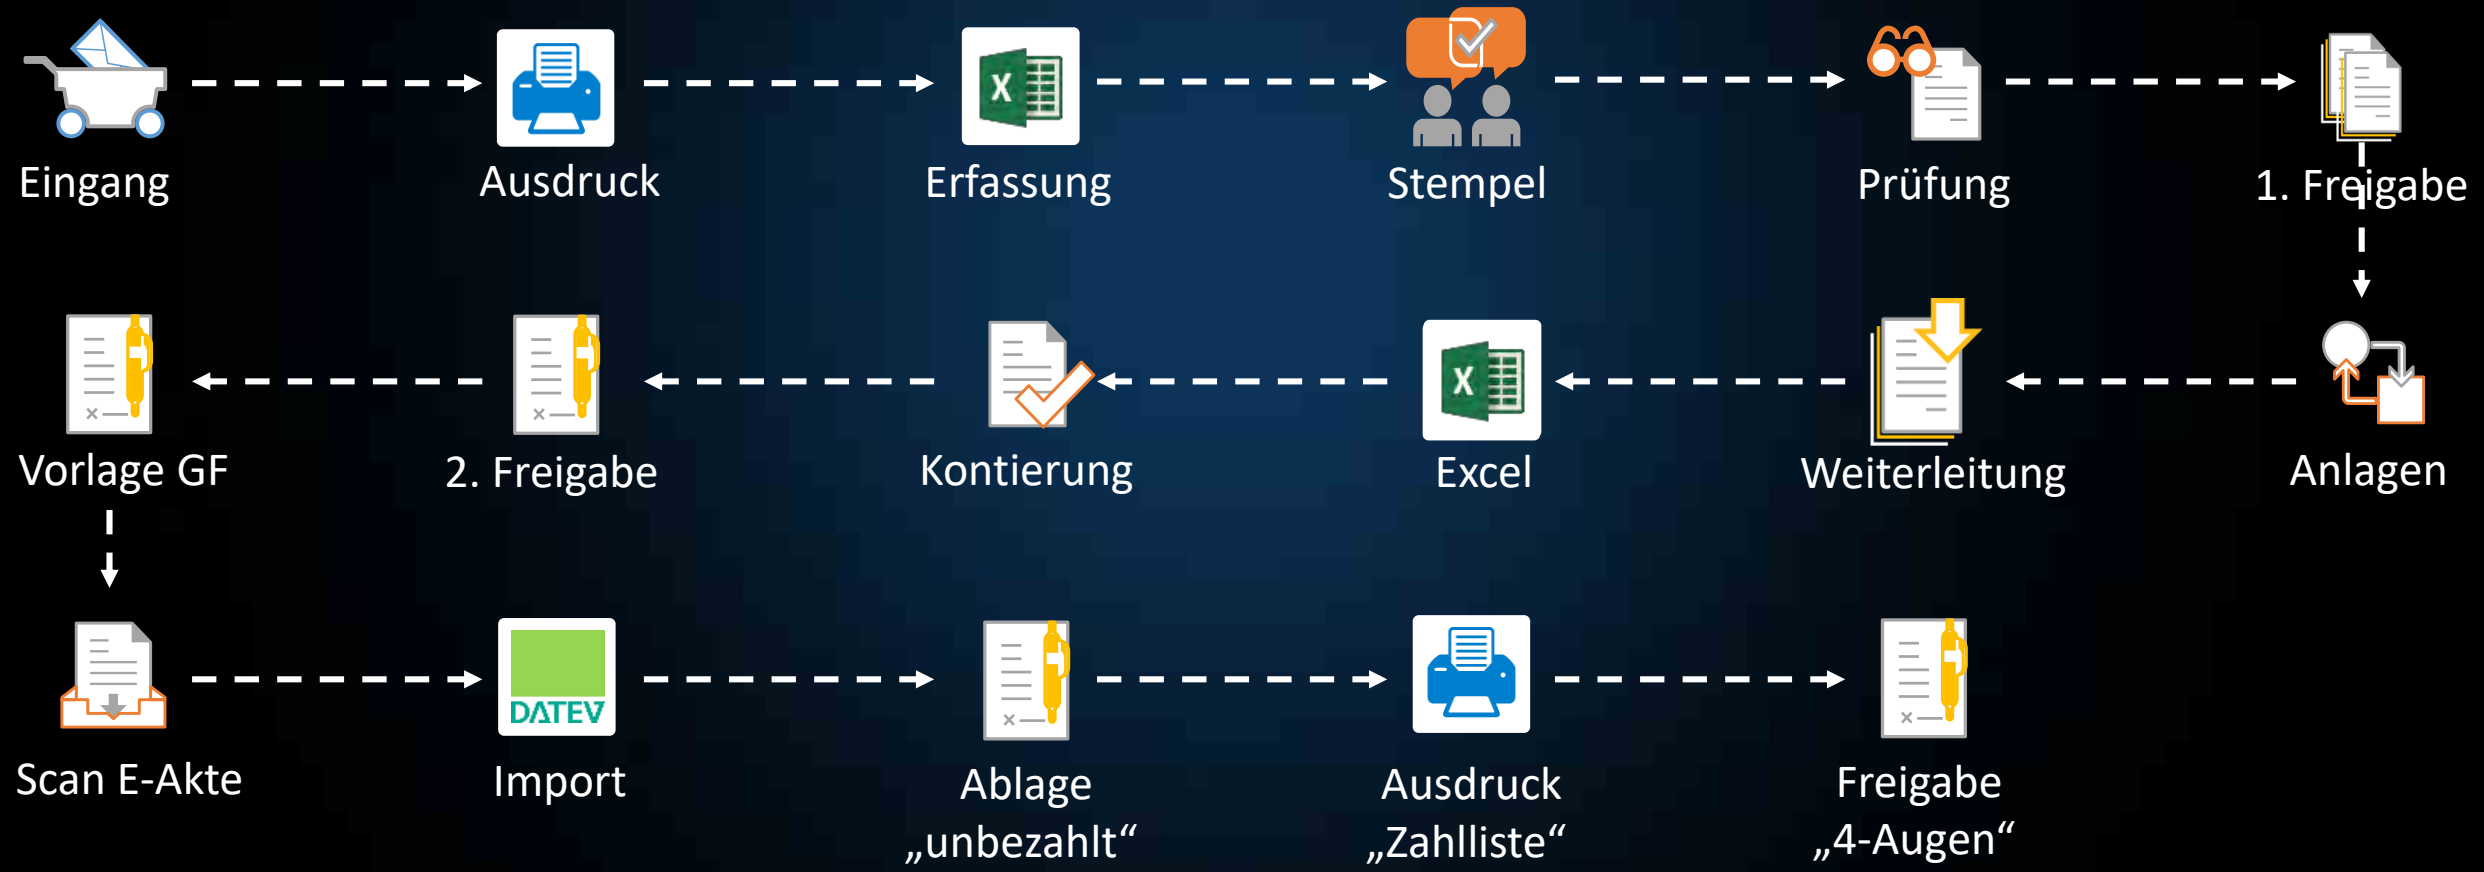 Eingang
Ausdruck
Erfassung
Stempel
Prüfung
1. Freigabe
Vorlage GF
2. Freigabe
Kontierung
Excel
Weiterleitung
Anlagen
Scan E-Akte
DATEV
Import
Ablage
„unbezahlt“
Ausdruck
„Zahlliste“
Freigabe
„4-Augen“